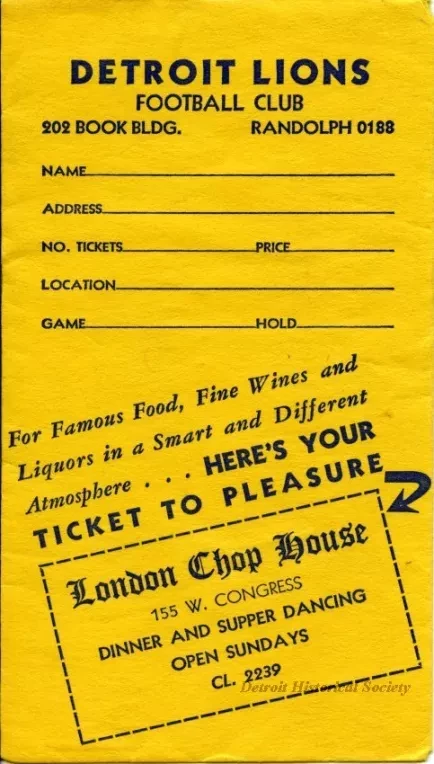 DETROIT LIONS
FOOTBALL CLUB
202 BOOK BLDG. RANDOLPH 0188
NAME
ADDRESS
NO. TICKETS PRICE
LOCATION
GAME HOLD
For Famous Food, Fine Wines and
Liquors in a Smart and Different
Atmosphere . . . HERE'S YOUR
TICKET TO PLEASURE
London Chop House
155 W. CONGRESS
DINNER AND SUPPER DANCING
OPEN SUNDAYS
CL. 2239
Detroit Historical Society